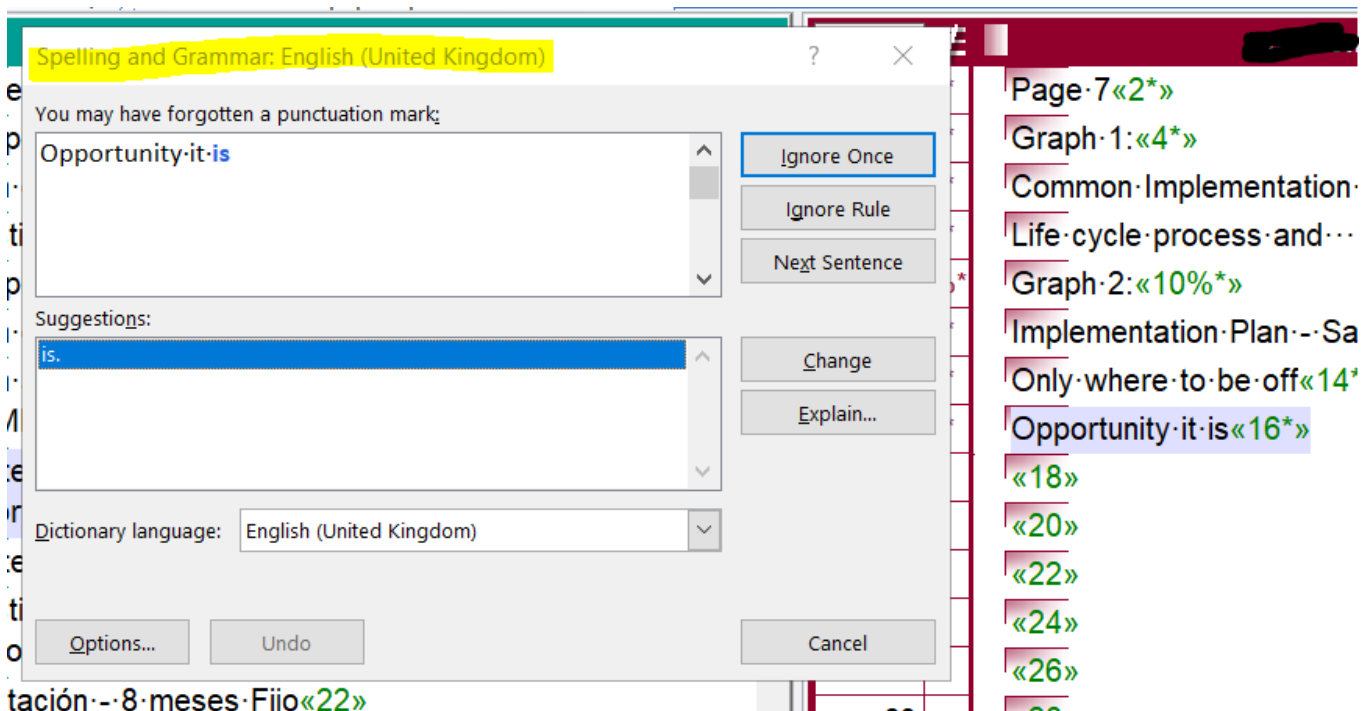 Spelling and Grammar: English (United Kingdom)
?
You may have forgotten a punctuation mark:
Opportunity·it·is
Ignore Once
Ignore Rule
Next Sentence
Suggestions:
is.
Change
Explain...
Dictionary language:
English (United Kingdom)
Options...
Undo
Cancel
tación·-·8·meses·Fijo«22»
Page·7«2*»
Graph·1:«4*»
Common·Implementation·
Life·cycle·process·and···
Graph·2:«10%*»
Implementation·Plan·-·Sa
Only·where·to·be·off«14*
Opportunity·it·is«16*»
«18»
«20»
«22»
«24»
«26»